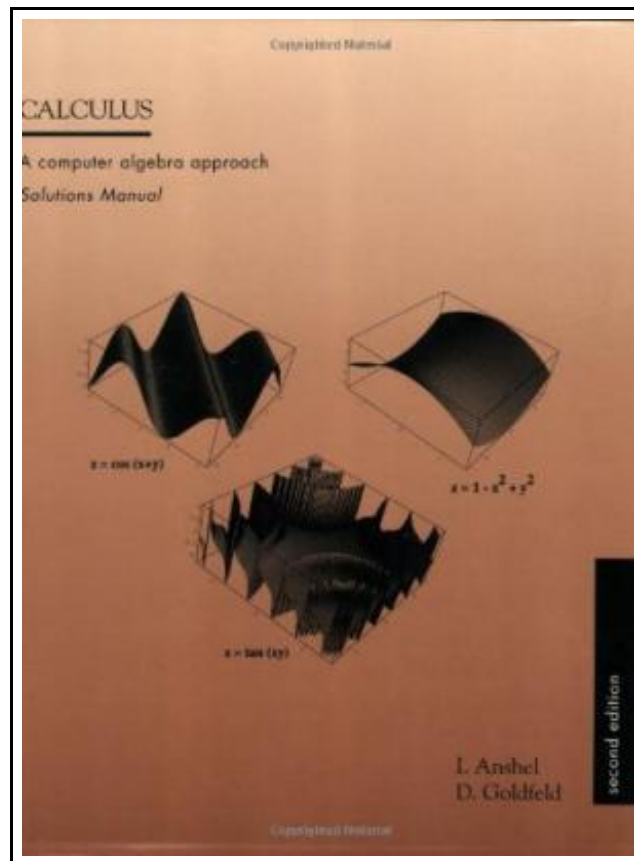 Copyrighted Material
CALCULUS
A computer algebra approach
Solutions Manual
z = cos (x+y)
z = 1 - x² + y²
z = tan (xy)
second edition
I. Anshel
D. Goldfeld
Copyrighted Material